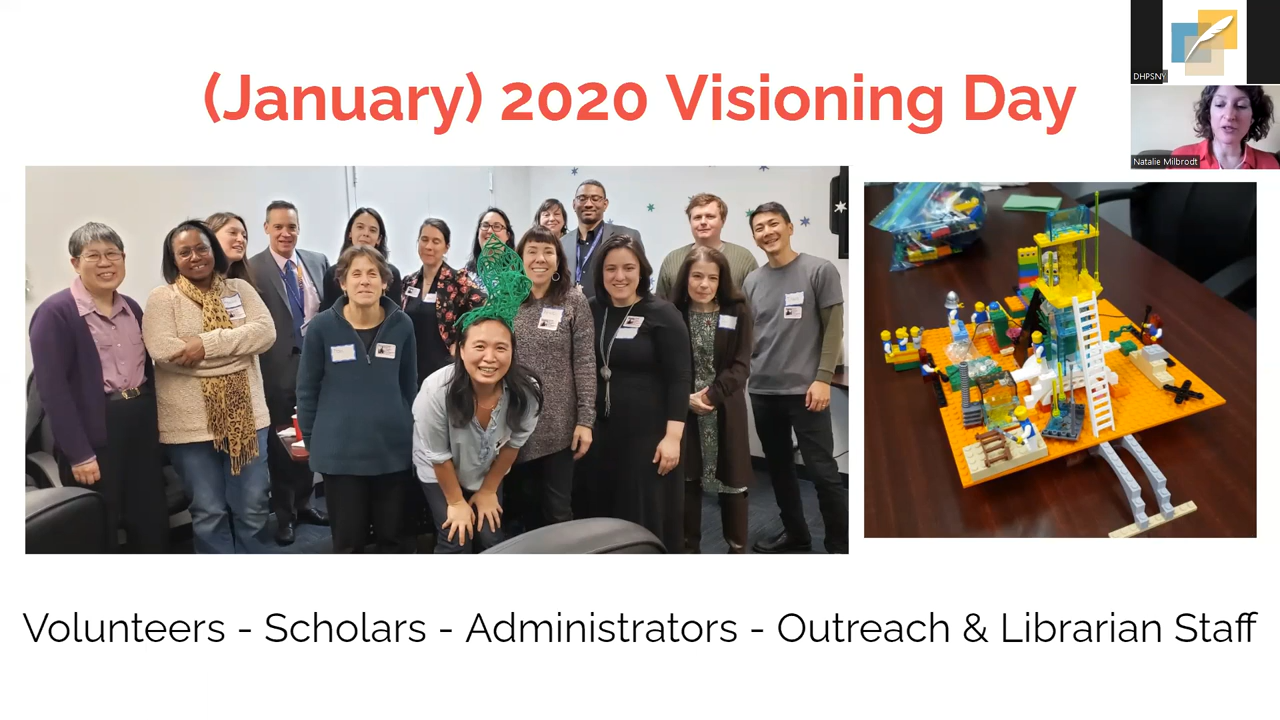 (January) 2020 Visioning Day
DHPSNY
Natalie Milbrodt
Volunteers - Scholars - Administrators - Outreach & Librarian Staff